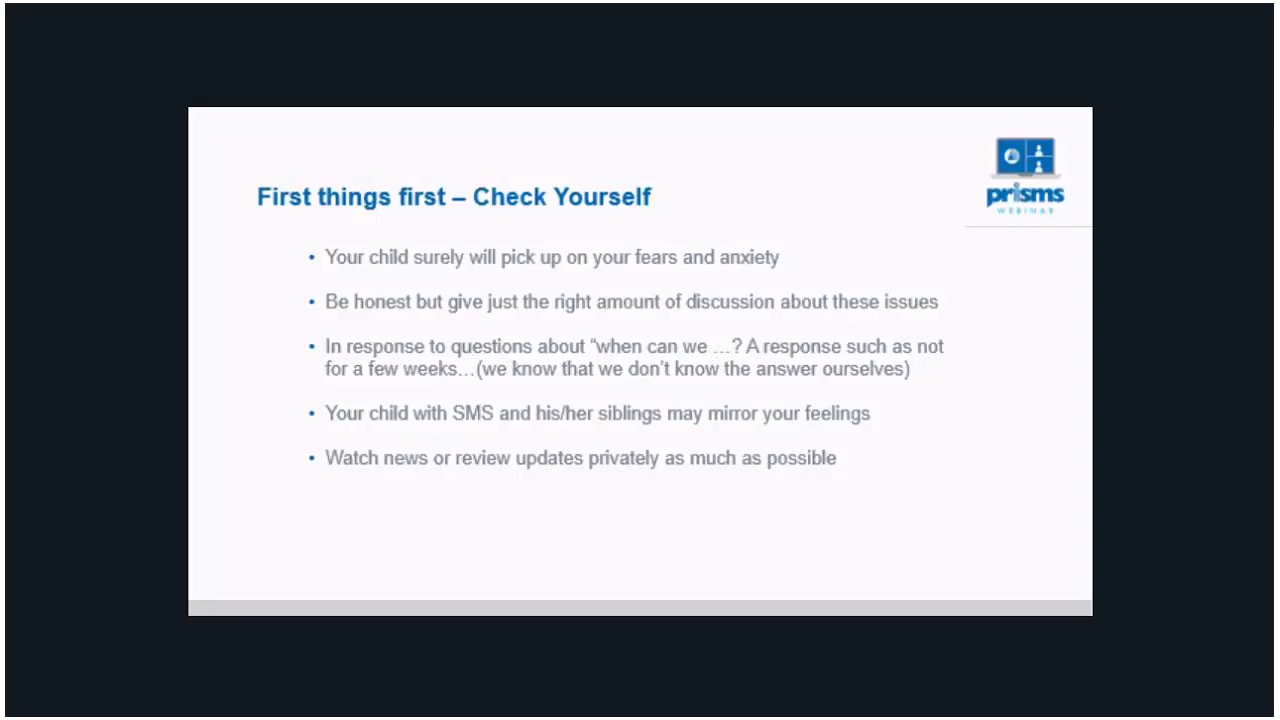 prisms
WEBINAR
First things first – Check Yourself
• Your child surely will pick up on your fears and anxiety
• Be honest but give just the right amount of discussion about these issues
• In response to questions about “when can we …? A response such as not
for a few weeks…(we know that we don’t know the answer ourselves)
• Your child with SMS and his/her siblings may mirror your feelings
• Watch news or review updates privately as much as possible